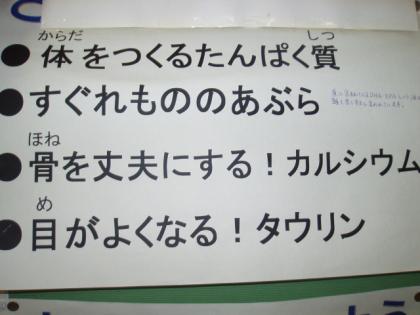 ●体をつくるたんぱく質
●すぐれもののあぶら
●骨を丈夫にする！カルシウム
●目がよくなる！タウリン
からだ
しつ
ほね
め